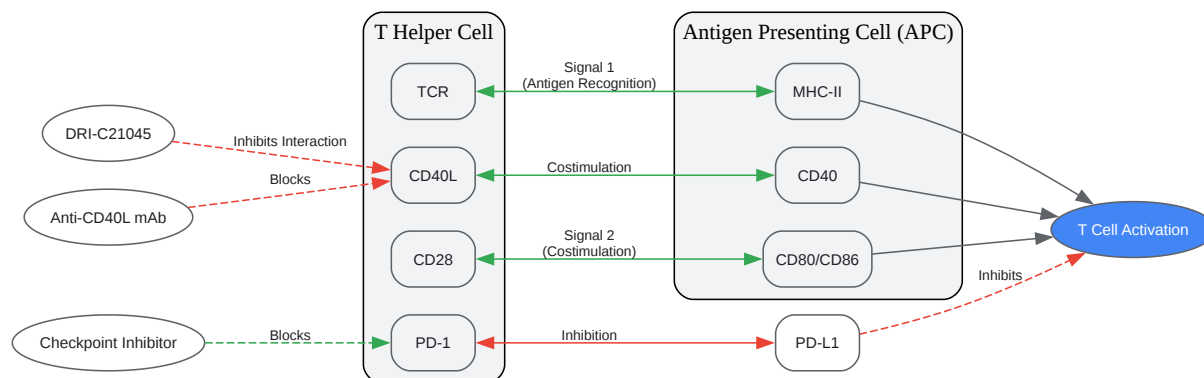 T Helper Cell
Antigen Presenting Cell (APC)
TCR
Signal 1
(Antigen Recognition)
MHC-II
DRI-C21045
Inhibits Interaction
CD40L
Costimulation
CD40
Blocks
Anti-CD40L mAb
T Cell Activation
CD28
Signal 2
(Costimulation)
CD80/CD86
Inhibits
Checkpoint Inhibitor
Blocks
PD-1
Inhibition
PD-L1